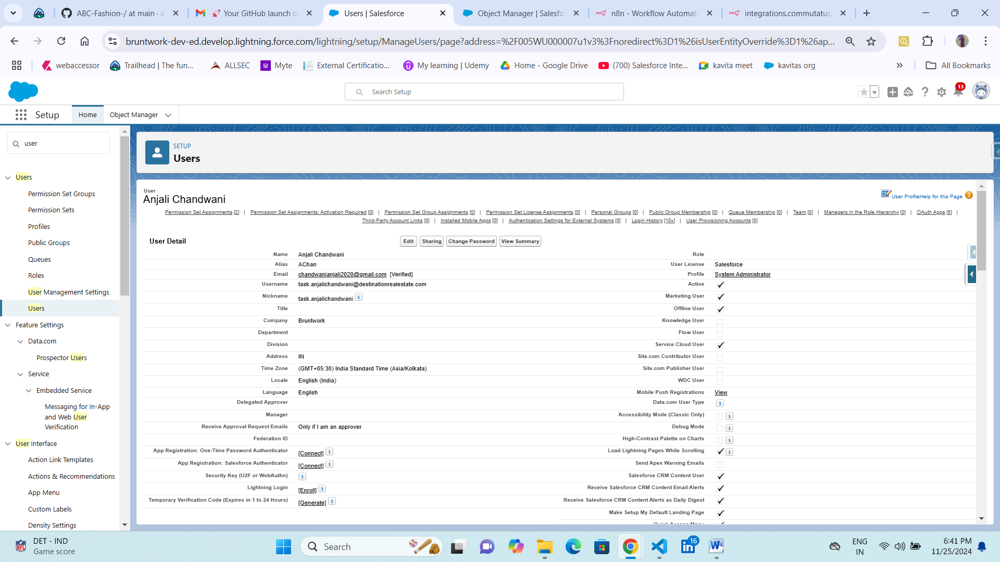 ABC-Fashion-/ at main · a
🚀 Your GitHub launch co
Users | Salesforce
Object Manager | Salesfo
n8n - Workflow Automati
integrations.commutatus.
bruntwork-dev-ed.develop.lightning.force.com/lightning/setup/ManageUsers/page?address=%2F005WU000007u1v3%3Fnoredirect%3D1%26isUserEntityOverride%3D1%26ap...
webaccessor
Trailhead | The fun...
ALLSEC
Myte
External Certificatio...
My learning | Udemy
Home - Google Drive
(700) Salesforce Inte...
kavita meet
kavitas org
All Bookmarks
Search Setup
13
Setup
Home
Object Manager
user
Users
Permission Set Groups
Permission Sets
Profiles
Public Groups
Queues
Roles
User Management Settings
Users
Feature Settings
Data.com
Prospector Users
Service
Embedded Service
Messaging for In-App
and Web User
Verification
User Interface
Action Link Templates
Actions & Recommendations
App Menu
Custom Labels
Density Settings
SETUP
Users
User
Anjali Chandwani
User Profile Help for this Page
Permission Set Assignments [2] | Permission Set Assignments: Activation Required [0] | Permission Set Group Assignments [0] | Permission Set License Assignments [0] | Personal Groups [0] | Public Group Membership [0] | Queue Membership [0] | Team [0] | Managers in the Role Hierarchy [0] | OAuth Apps [5] |
Third-Party Account Links [0] | Installed Mobile Apps [0] | Authentication Settings for External Systems [0] | Login History [10+] | User Provisioning Accounts [0]
User Detail
Edit Sharing Change Password View Summary
Name Anjali Chandwani
Role
Alias AChan
User License Salesforce
Email chandwanianjali2020@gmail.com [Verified]
Profile System Administrator
Username task.anjalichandwani@destinationrealestate.com
Active
Nickname task.anjalichandwani
Marketing User
Title
Offline User
Company Bruntwork
Knowledge User
Department
Flow User
Division
Service Cloud User
Address IN
Site.com Contributor User
Time Zone (GMT+05:30) India Standard Time (Asia/Kolkata)
Site.com Publisher User
Locale English (India)
WDC User
Language English
Mobile Push Registrations View
Delegated Approver
Data.com User Type
Manager
Accessibility Mode (Classic Only)
Receive Approval Request Emails Only if I am an approver
Debug Mode
Federation ID
High-Contrast Palette on Charts
App Registration: One-Time Password Authenticator [Connect]
Load Lightning Pages While Scrolling
App Registration: Salesforce Authenticator [Connect]
Send Apex Warning Emails
Security Key (U2F or WebAuthn)
Salesforce CRM Content User
Lightning Login [Enroll]
Receive Salesforce CRM Content Email Alerts
Temporary Verification Code (Expires in 1 to 24 Hours) [Generate]
Receive Salesforce CRM Content Alerts as Daily Digest
Make Setup My Default Landing Page
DET - IND
Game score
Search
16
ENG
IN
6:41 PM
11/25/2024